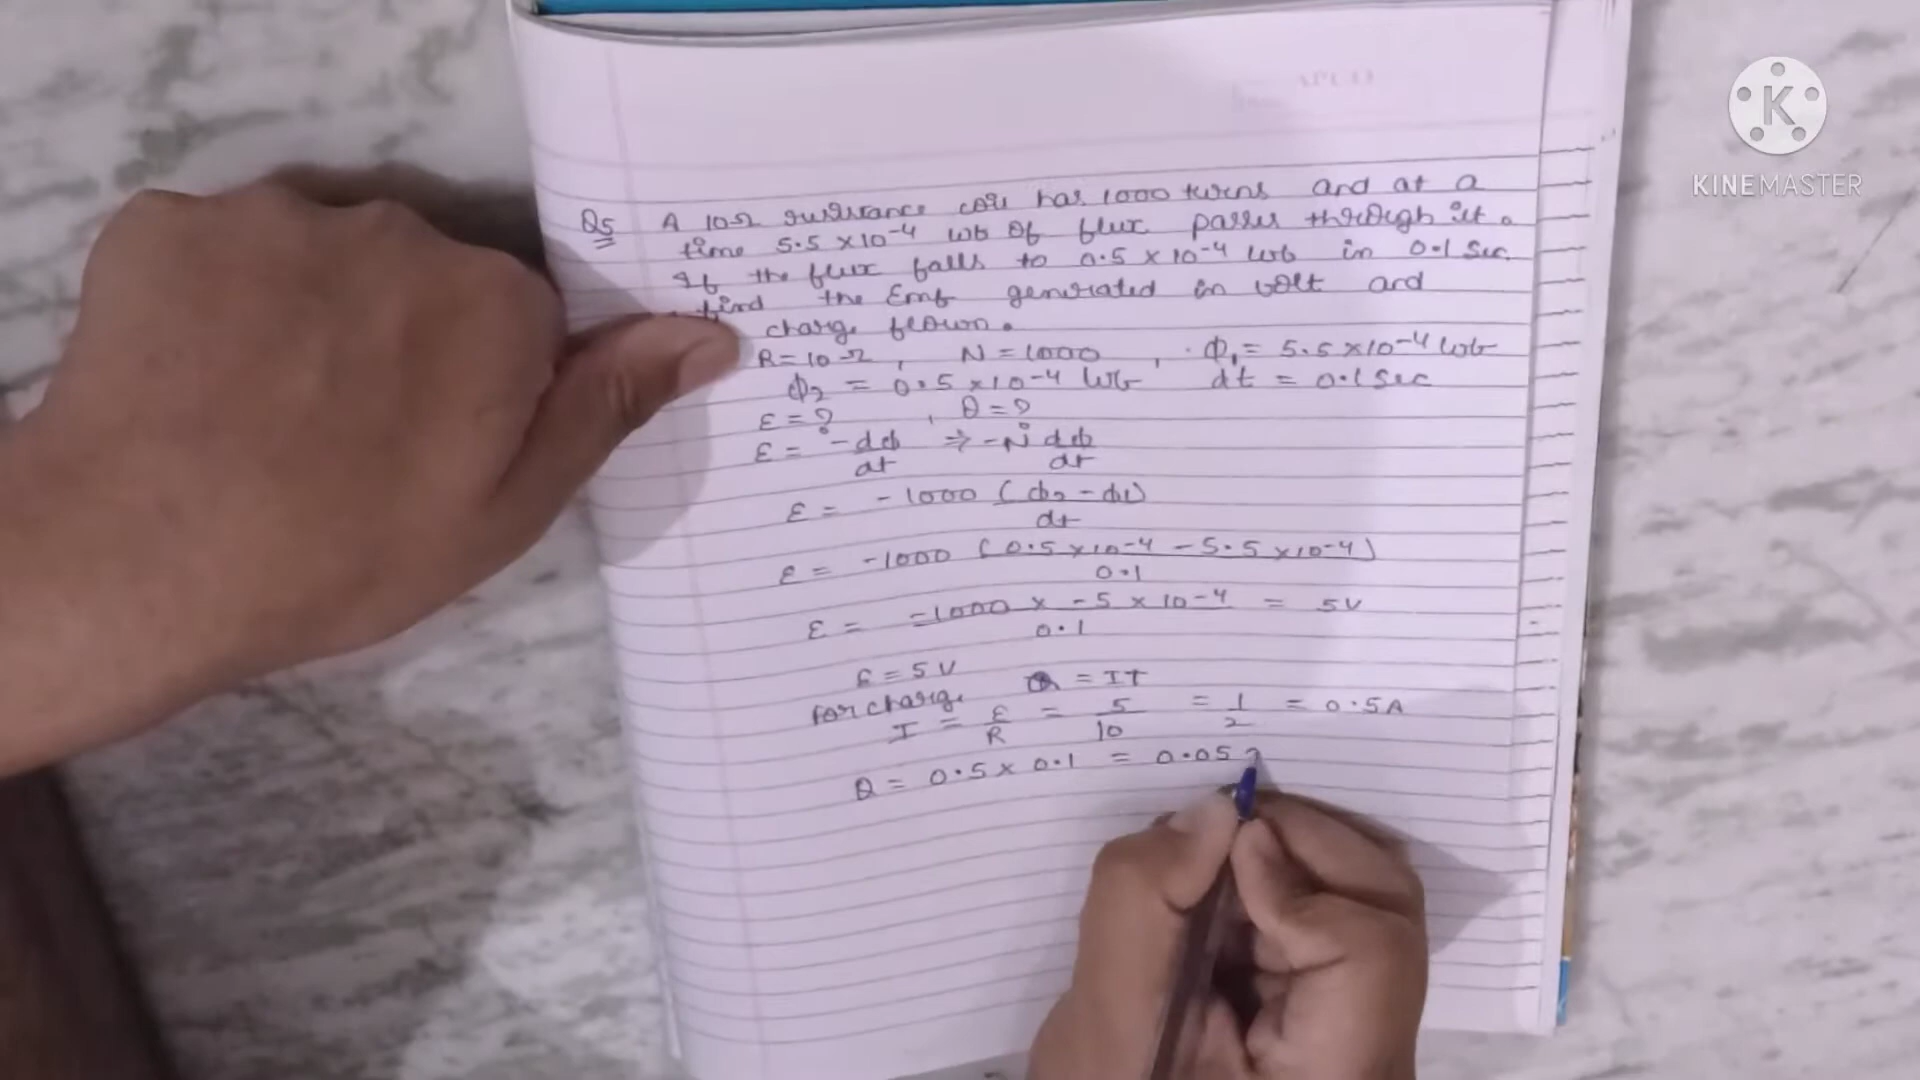 KINEMASTER
Q5 A 10Ω resistance coil has 1000 turns and at a
time 5.5 × 10⁻⁴ wb of flux passes through it.
If the flux falls to 0.5 × 10⁻⁴ wb in 0.1 Sec.
find the Emf generated in volt and
charge flown.
R = 10Ω , N = 1000 , ϕ₁ = 5.5 × 10⁻⁴ Wb
ϕ₂ = 0.5 × 10⁻⁴ Wb , dt = 0.1 Sec
ε = ? , Q = ?
ε = -dϕ/dt ⇒ -N dϕ/dt
ε = -1000 (ϕ₂ - ϕ₁)/dt
ε = -1000 (0.5 × 10⁻⁴ - 5.5 × 10⁻⁴)/0.1
ε = -1000 × -5 × 10⁻⁴/0.1 = 5V
ε = 5V
For charge Q = IT
I = ε/R = 5/10 = 1/2 = 0.5A
Q = 0.5 × 0.1 = 0.05